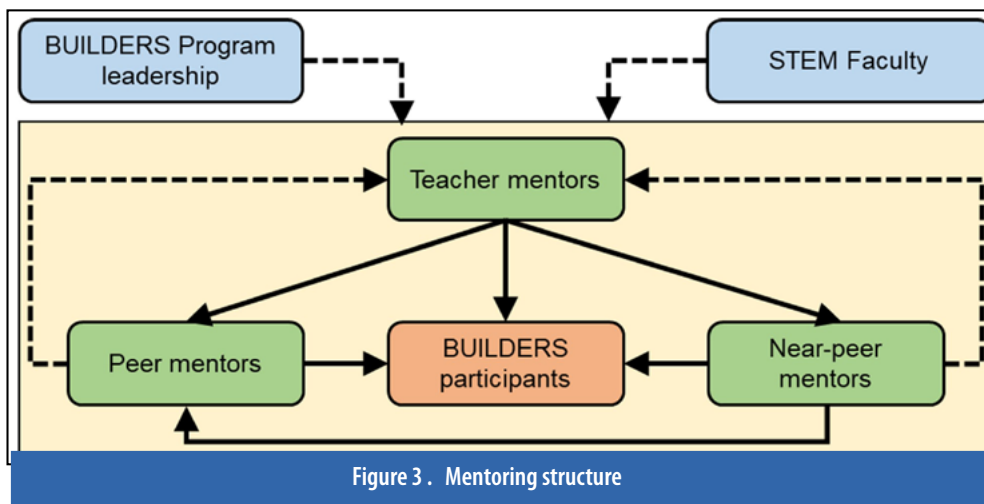 BUILDERS Program
leadership
STEM Faculty
Teacher mentors
Peer mentors
BUILDERS
participants
Near-peer
mentors
Figure 3 . Mentoring structure